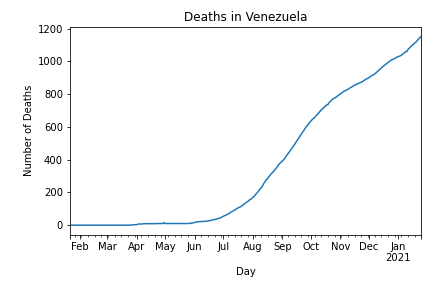 Deaths in Venezuela
1200
1000
800
600
400
200
0
Number of Deaths
Feb Mar Apr May Jun Jul Aug Sep Oct Nov Dec Jan
2021
Day